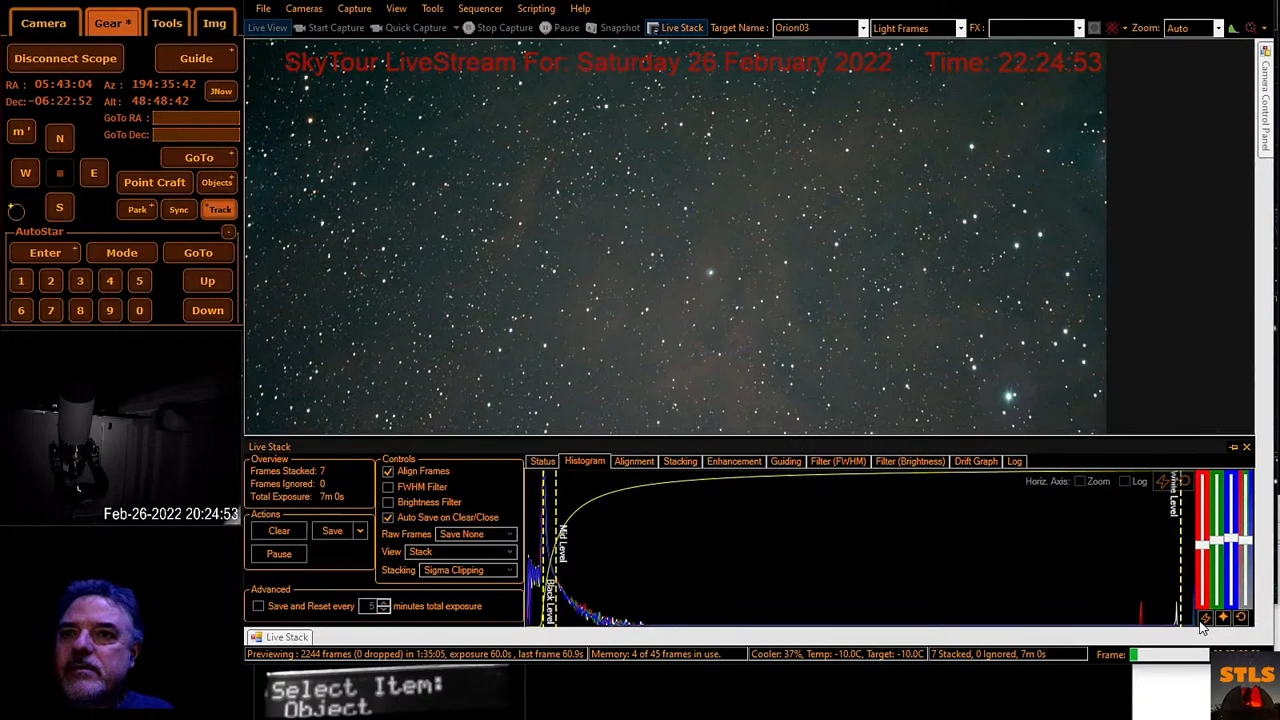 Camera Gear * Tools Img
File Cameras Capture View Tools Sequencer Scripting Help
Live View Start Capture Quick Capture Stop Capture Pause Snapshot Live Stack Target Name : Orion03 Light Frames FX : Zoom: Auto
Disconnect Scope Guide
RA : 05:43:04 Az : 194:35:42 JNow
Dec: -06:22:52 Alt : 48:48:42
GoTo RA :
GoTo Dec:
m ' N
GoTo
W E Point Craft Objects
S Park Sync Track
AutoStar -
Enter Mode GoTo
1 2 3 4 5 Up
6 7 8 9 0 Down
SkyTour LiveStream For: Saturday 26 February 2022 Time: 22:24:53
Camera Control Panel
Feb-26-2022 20:24:53
Live Stack
Overview
Frames Stacked: 7
Frames Ignored: 0
Total Exposure: 7m 0s
Actions
Clear Save
Pause
Controls
Align Frames
FWHM Filter
Brightness Filter
Auto Save on Clear/Close
Raw Frames Save None
View Stack
Stacking Sigma Clipping
Advanced
Save and Reset every 5 minutes total exposure
Status Histogram Alignment Stacking Enhancement Guiding Filter (FWHM) Filter (Brightness) Drift Graph Log
Horiz. Axis: Zoom Log
Black Level
Mid Level
White Level
Live Stack
Previewing : 2244 frames (0 dropped) in 1:35:05, exposure 60.0s , last frame 60.9s Memory: 4 of 45 frames in use. Cooler: 37%, Temp: -10.0C, Target: -10.0C 7 Stacked, 0 Ignored, 7m 0s Frame:
Select Item:
Object
STLS